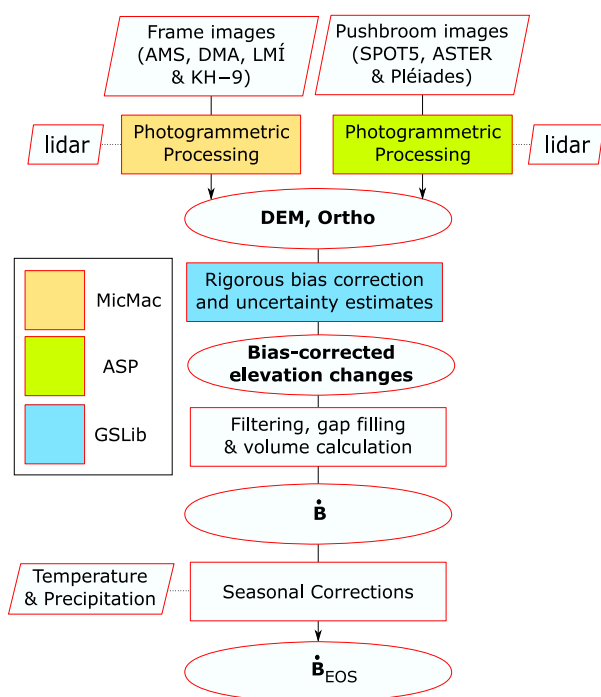 Frame images
(AMS, DMA, LMÍ
& KH−9)
Pushbroom images
(SPOT5, ASTER
& Pléiades)
lidar
Photogrammetric
Processing
Photogrammetric
Processing
lidar
DEM, Ortho
Rigorous bias correction
and uncertainty estimates
MicMac
ASP
GSLib
Bias-corrected
elevation changes
Filtering, gap filling
& volume calculation
Ḃ
Temperature
& Precipitation
Seasonal Corrections
Ḃ_EOS